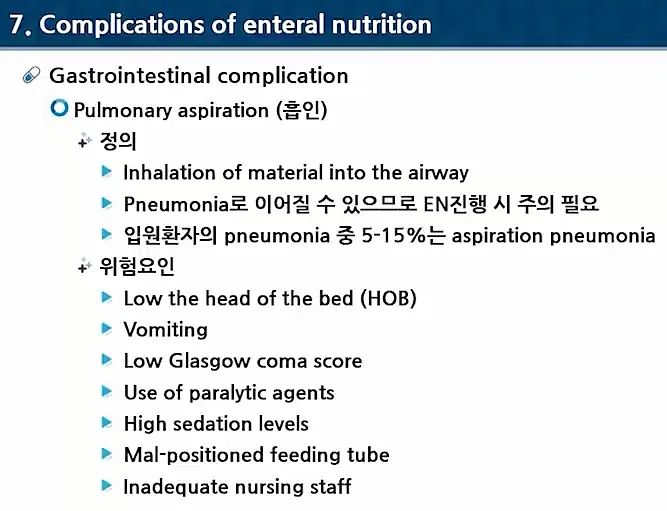 7. Complications of enteral nutrition
Gastrointestinal complication
Pulmonary aspiration (흡인)
정의
Inhalation of material into the airway
Pneumonia로 이어질 수 있으므로 EN진행 시 주의 필요
입원환자의 pneumonia 중 5-15%는 aspiration pneumonia
위험요인
Low the head of the bed (HOB)
Vomiting
Low Glasgow coma score
Use of paralytic agents
High sedation levels
Mal-positioned feeding tube
Inadequate nursing staff